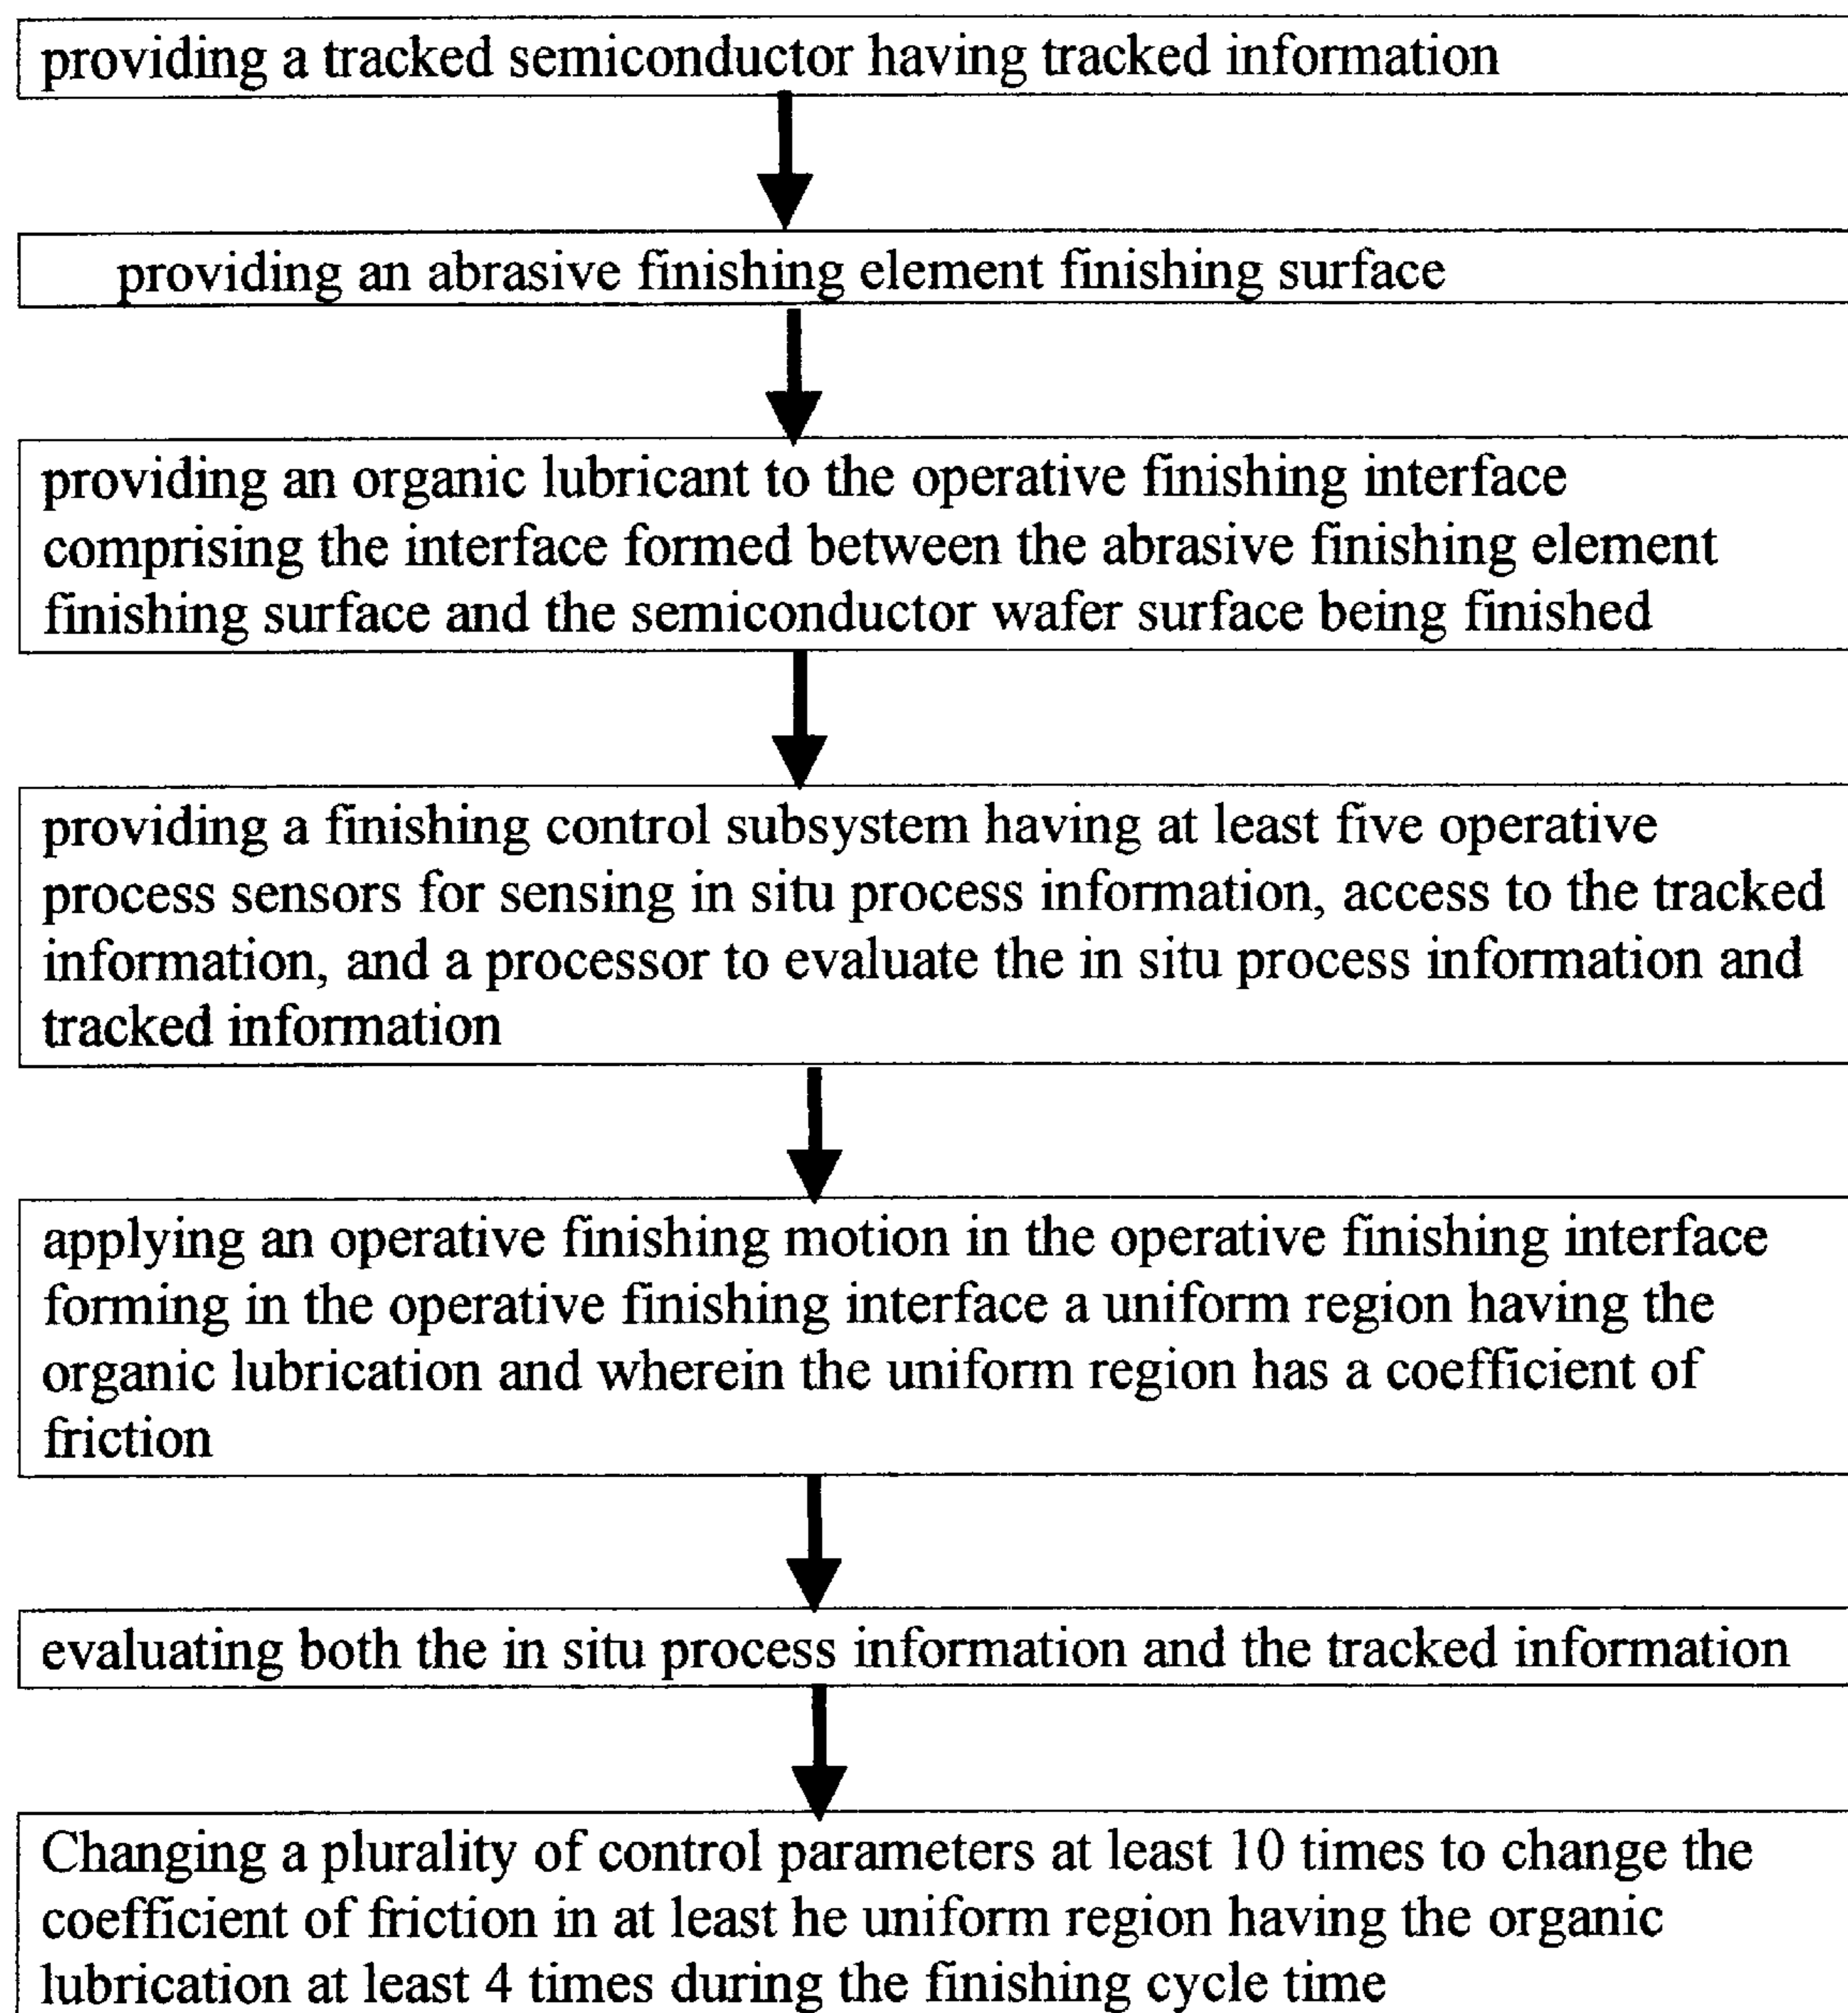 providing a tracked semiconductor having tracked information
providing an abrasive finishing element finishing surface
providing an organic lubricant to the operative finishing interface
comprising the interface formed between the abrasive finishing element
finishing surface and the semiconductor wafer surface being finished
providing a finishing control subsystem having at least five operative
process sensors for sensing in situ process information, access to the tracked
information, and a processor to evaluate the in situ process information and
tracked information
applying an operative finishing motion in the operative finishing interface
forming in the operative finishing interface a uniform region having the
organic lubrication and wherein the uniform region has a coefficient of
friction
evaluating both the in situ process information and the tracked information
Changing a plurality of control parameters at least 10 times to change the
coefficient of friction in at least he uniform region having the organic
lubrication at least 4 times during the finishing cycle time